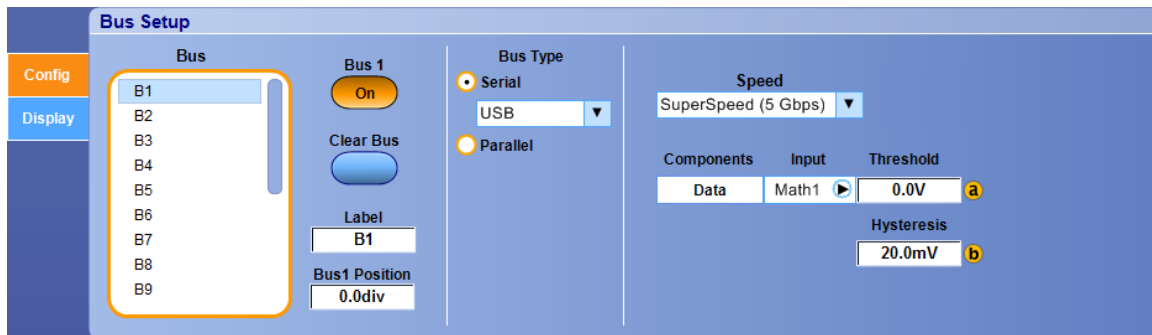 Bus Setup
Config
Display
Bus
B1
B2
B3
B4
B5
B6
B7
B8
B9
Bus 1
On
Clear Bus
Label
B1
Bus1 Position
0.0div
Bus Type
Serial
USB
Parallel
Speed
SuperSpeed (5 Gbps)
Components Input Threshold
Data Math1 0.0V a
Hysteresis
20.0mV b